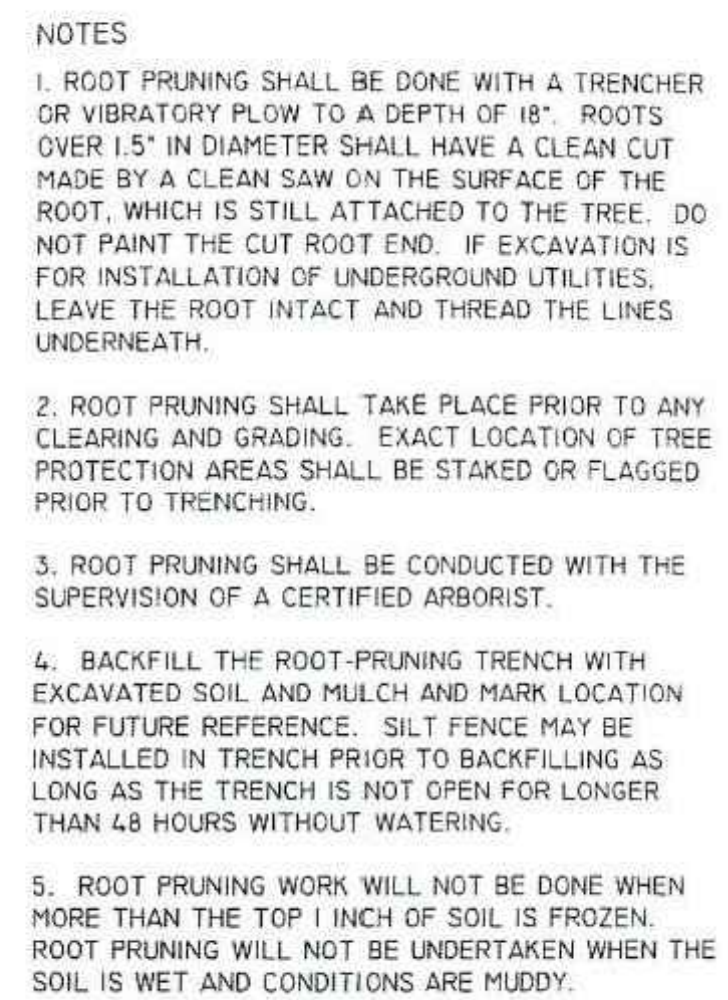 NOTES
1. ROOT PRUNING SHALL BE DONE WITH A TRENCHER
OR VIBRATORY PLOW TO A DEPTH OF 18". ROOTS
OVER 1.5" IN DIAMETER SHALL HAVE A CLEAN CUT
MADE BY A CLEAN SAW ON THE SURFACE OF THE
ROOT, WHICH IS STILL ATTACHED TO THE TREE. DO
NOT PAINT THE CUT ROOT END. IF EXCAVATION IS
FOR INSTALLATION OF UNDERGROUND UTILITIES,
LEAVE THE ROOT INTACT AND THREAD THE LINES
UNDERNEATH.
2. ROOT PRUNING SHALL TAKE PLACE PRIOR TO ANY
CLEARING AND GRADING. EXACT LOCATION OF TREE
PROTECTION AREAS SHALL BE STAKED OR FLAGGED
PRIOR TO TRENCHING.
3. ROOT PRUNING SHALL BE CONDUCTED WITH THE
SUPERVISION OF A CERTIFIED ARBORIST.
4. BACKFILL THE ROOT-PRUNING TRENCH WITH
EXCAVATED SOIL AND MULCH AND MARK LOCATION
FOR FUTURE REFERENCE. SILT FENCE MAY BE
INSTALLED IN TRENCH PRIOR TO BACKFILLING AS
LONG AS THE TRENCH IS NOT OPEN FOR LONGER
THAN 48 HOURS WITHOUT WATERING.
5. ROOT PRUNING WORK WILL NOT BE DONE WHEN
MORE THAN THE TOP 1 INCH OF SOIL IS FROZEN.
ROOT PRUNING WILL NOT BE UNDERTAKEN WHEN THE
SOIL IS WET AND CONDITIONS ARE MUDDY.